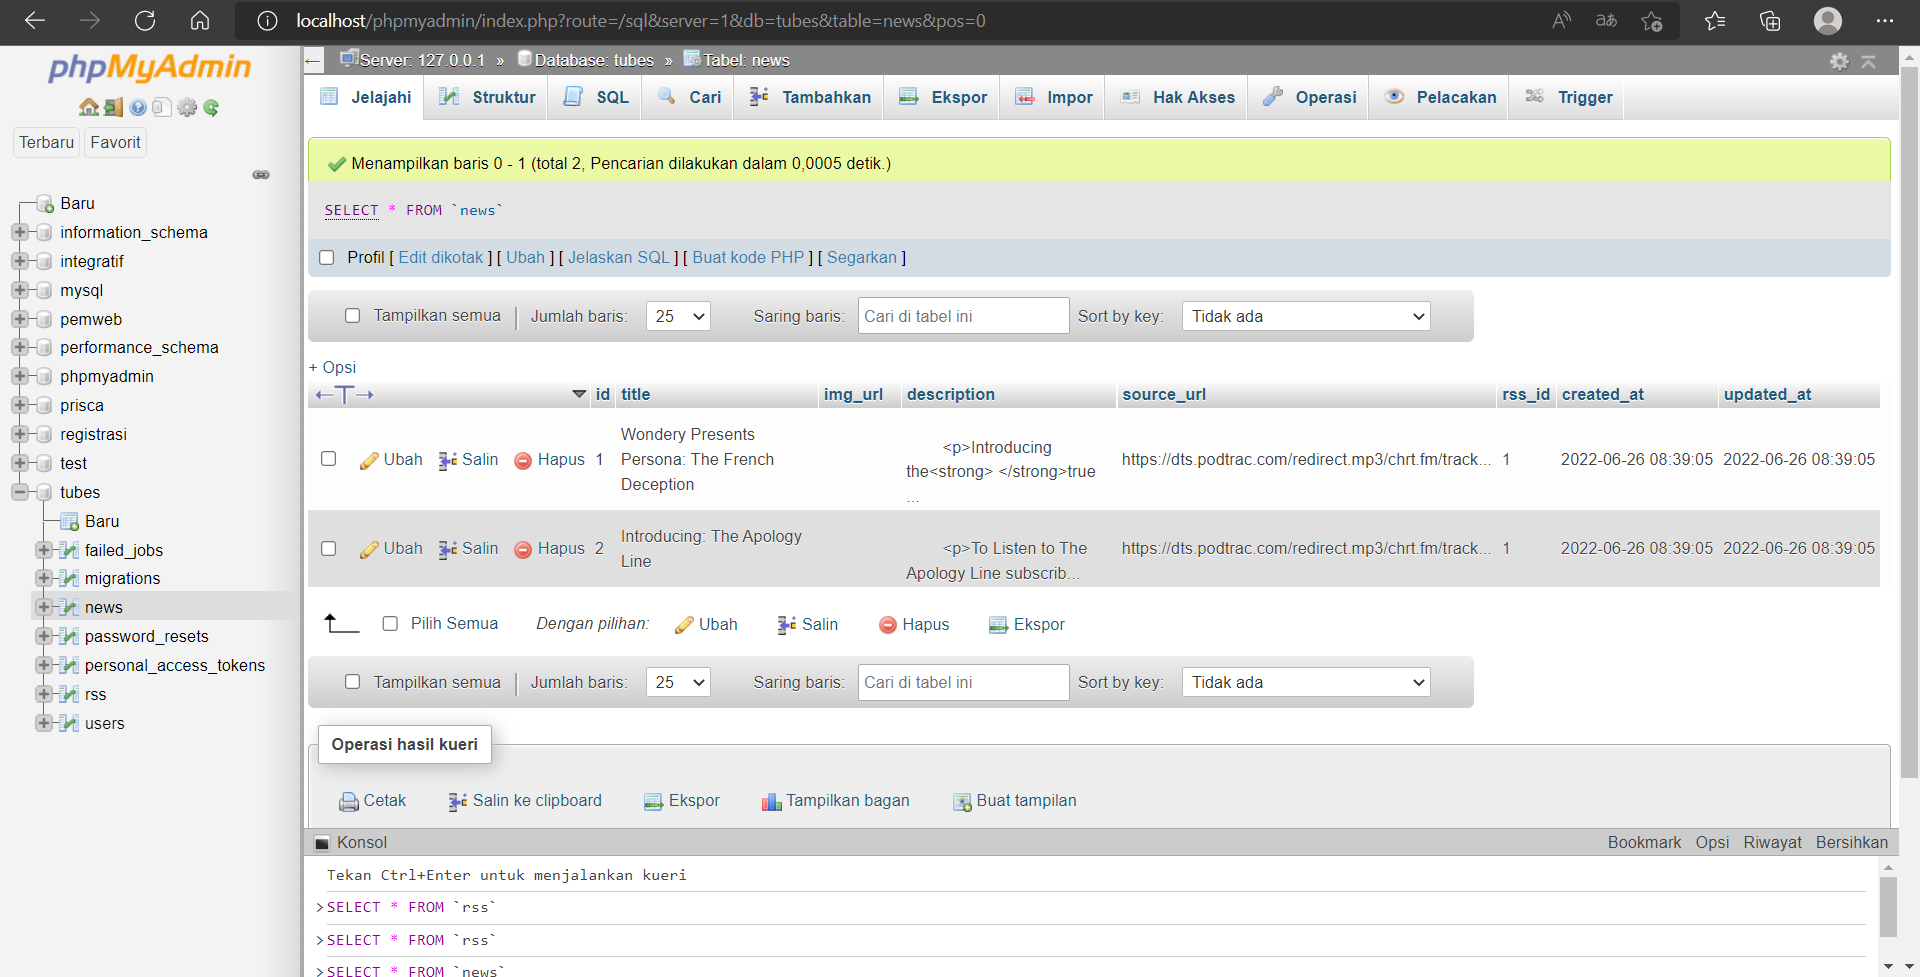 localhost/phpmyadmin/index.php?route=/sql&server=1&db=tubes&table=news&pos=0
phpMyAdmin
Terbaru Favorit
Baru
information_schema
integratif
mysql
pemweb
performance_schema
phpmyadmin
prisca
registrasi
test
tubes
Baru
failed_jobs
migrations
news
password_resets
personal_access_tokens
rss
users
Server: 127.0.0.1 » Database: tubes » Tabel: news
Jelajahi Struktur SQL Cari Tambahkan Ekspor Impor Hak Akses Operasi Pelacakan Trigger
Menampilkan baris 0 - 1 (total 2, Pencarian dilakukan dalam 0,0005 detik.)
SELECT * FROM `news`
Profil [ Edit dikotak ] [ Ubah ] [ Jelaskan SQL ] [ Buat kode PHP ] [ Segarkan ]
Tampilkan semua | Jumlah baris: 25 Saring baris: Cari di tabel ini Sort by key: Tidak ada
+ Opsi
←T→ id title img_url description source_url rss_id created_at updated_at
Ubah Salin Hapus 1 Wondery Presents Persona: The French Deception <p>Introducing the<strong> </strong>true ... https://dts.podtrac.com/redirect.mp3/chrt.fm/track... 1 2022-06-26 08:39:05 2022-06-26 08:39:05
Ubah Salin Hapus 2 Introducing: The Apology Line <p>To Listen to The Apology Line subscrib... https://dts.podtrac.com/redirect.mp3/chrt.fm/track... 1 2022-06-26 08:39:05 2022-06-26 08:39:05
Pilih Semua Dengan pilihan: Ubah Salin Hapus Ekspor
Tampilkan semua | Jumlah baris: 25 Saring baris: Cari di tabel ini Sort by key: Tidak ada
Operasi hasil kueri
Cetak Salin ke clipboard Ekspor Tampilkan bagan Buat tampilan
Konsol Bookmark Opsi Riwayat Bersihkan
Tekan Ctrl+Enter untuk menjalankan kueri
>SELECT * FROM `rss`
>SELECT * FROM `rss`
>SELECT * FROM `news`